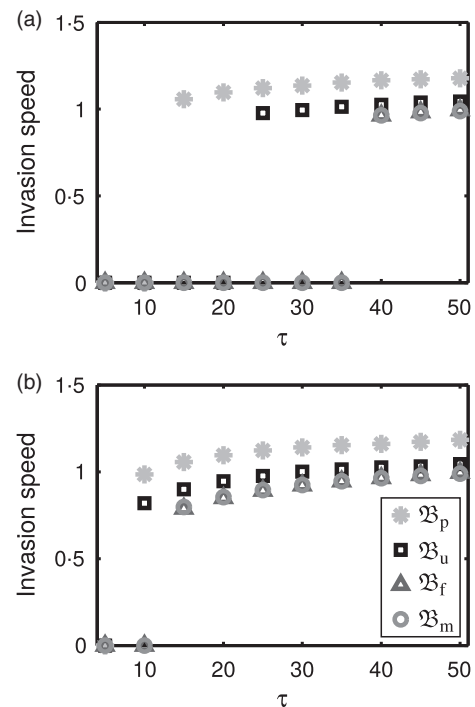 (a)
Invasion speed
1·5
1
0·5
0
10 20 30 40 50
τ
(b)
Invasion speed
1·5
1
0·5
0
10 20 30 40 50
τ
𝔅p
𝔅u
𝔅f
𝔅m